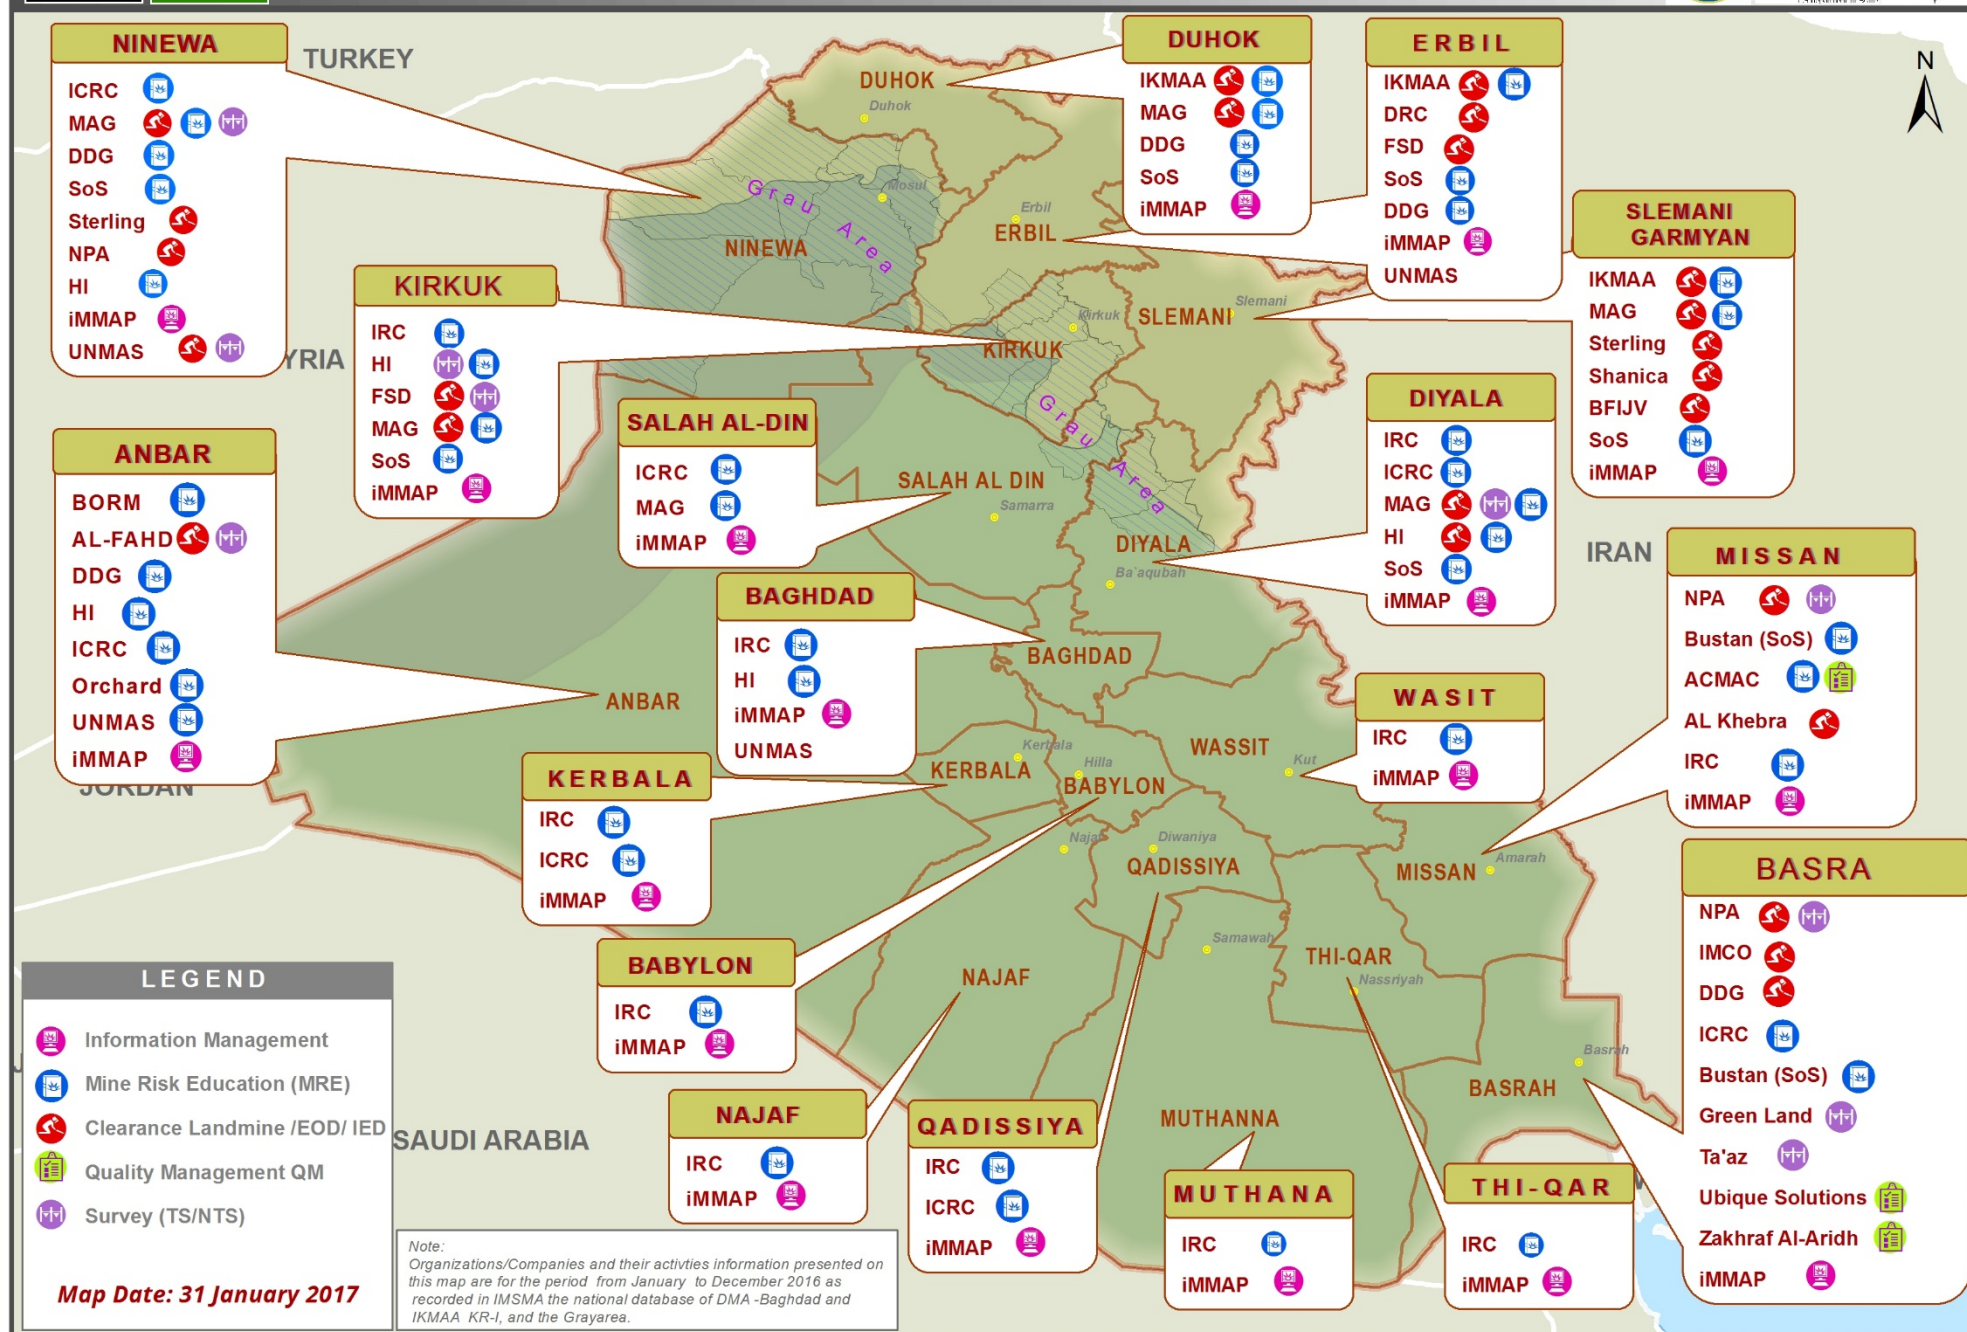 NINEWA
ICRC
MAG
DDG
SoS
Sterling
NPA
HI
iMMAP
UNMAS
TURKEY
DUHOK
IKMAA
MAG
DDG
SoS
iMMAP
ERBIL
IKMAA
DRC
FSD
SoS
DDG
iMMAP
UNMAS
N
SLEMANI
GARMYAN
IKMAA
MAG
Sterling
Shanica
BFIJV
SoS
iMMAP
KIRKUK
IRC
HI
FSD
MAG
SoS
iMMAP
YRIA
SALAH AL-DIN
ICRC
MAG
iMMAP
DIYALA
IRC
ICRC
MAG
HI
SoS
iMMAP
ANBAR
BORM
AL-FAHD
DDG
HI
ICRC
Orchard
UNMAS
iMMAP
JORDAN
BAGHDAD
IRC
HI
iMMAP
UNMAS
IRAN
MISSAN
NPA
Bustan (SoS)
ACMAC
AL Khebra
IRC
iMMAP
WASIT
IRC
iMMAP
KERBALA
IRC
ICRC
iMMAP
BASRA
NPA
IMCO
DDG
ICRC
Bustan (SoS)
Green Land
Ta'az
Ubique Solutions
Zakhraf Al-Aridh
iMMAP
BABYLON
IRC
iMMAP
NAJAF
IRC
iMMAP
QADISSIYA
IRC
ICRC
iMMAP
MUTHANA
IRC
iMMAP
THI-QAR
IRC
iMMAP
DUHOK
Duhok
Grau Area
Mosul
NINEWA
Erbil
ERBIL
Slemani
SLEMANI
Kirkuk
KIRKUK
Grau Area
SALAH AL DIN
Samarra
DIYALA
Ba'aqubah
BAGHDAD
ANBAR
WASSIT
Kut
Kerbala
KERBALA
Hilla
BABYLON
Najaf
Diwaniya
QADISSIYA
MISSAN
Amarah
Samawah
THI-QAR
Nassriyah
NAJAF
Basrah
BASRAH
MUTHANNA
SAUDI ARABIA
LEGEND
Information Management
Mine Risk Education (MRE)
Clearance Landmine /EOD/ IED
Quality Management QM
Survey (TS/NTS)
Map Date: 31 January 2017
Note:
Organizations/Companies and their activties information presented on
this map are for the period from January to December 2016 as
recorded in IMSMA the national database of DMA -Baghdad and
IKMAA KR-I, and the Grayarea.